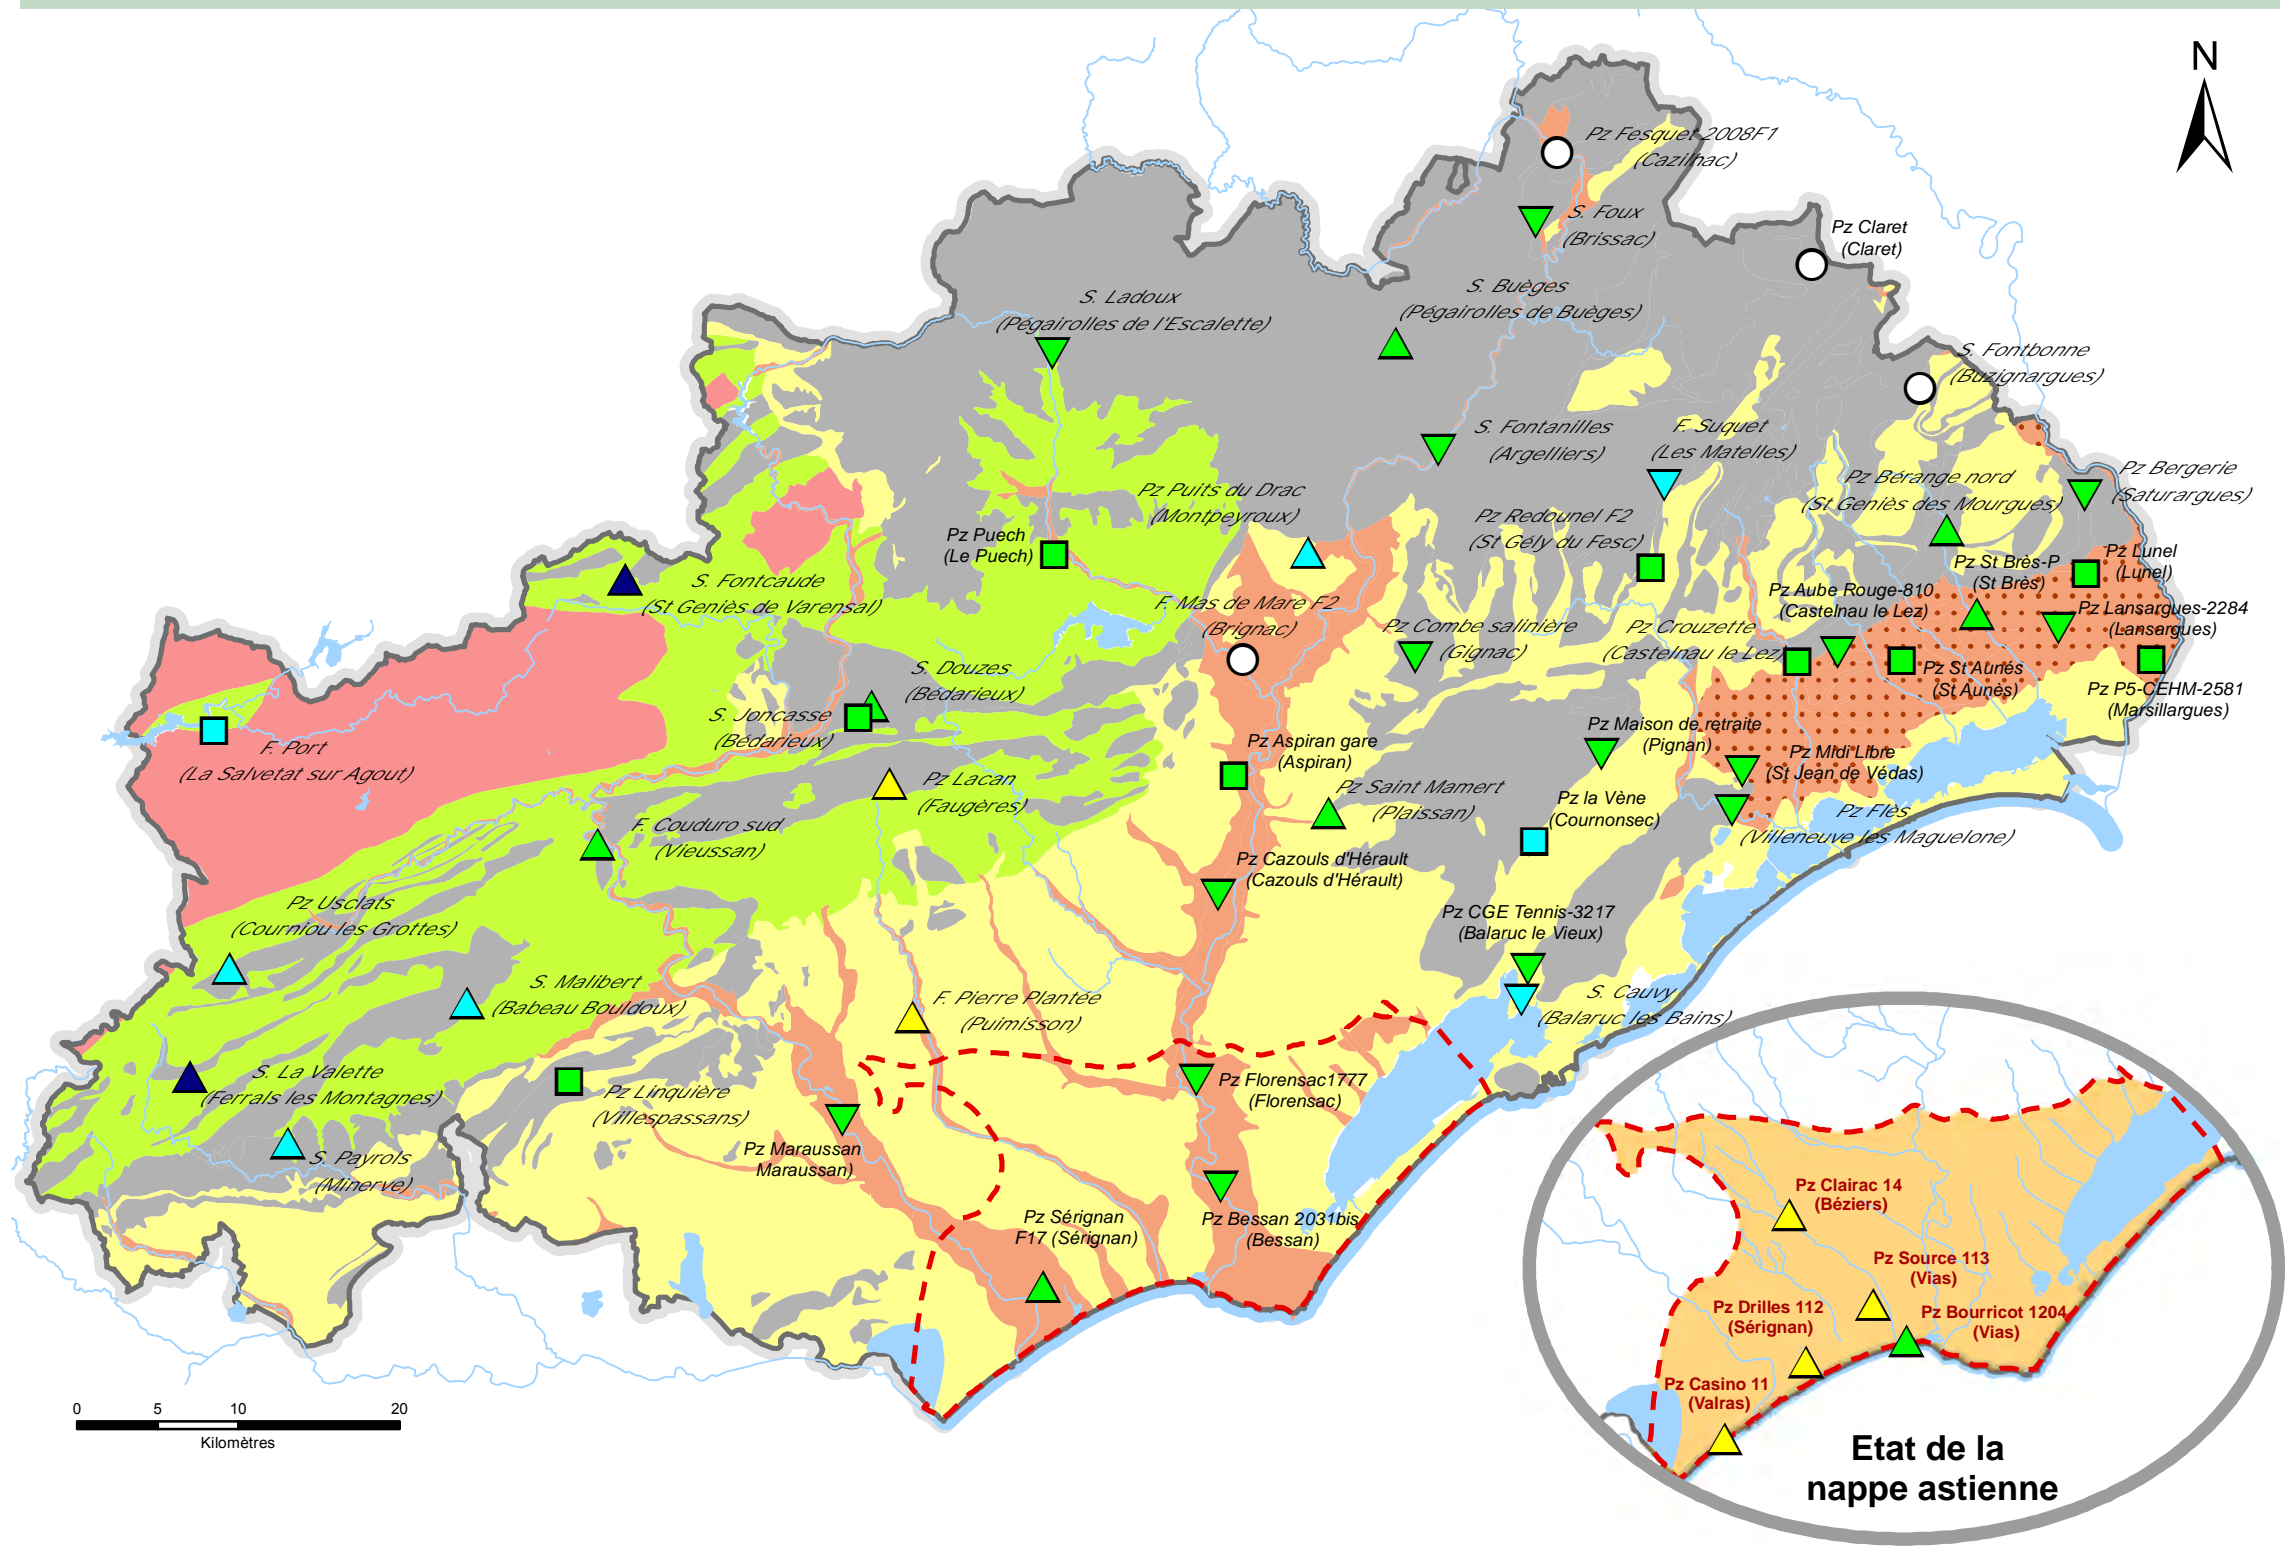 N
Pz Fesquet 2008F1
(Cazilhac)
S. Foux
(Brissac)
Pz Claret
(Claret)
S. Ladoux
(Pégairolles de l'Escalette)
S. Buèges
(Pégairolles de Buèges)
S. Fontbonne
(Buzignargues)
S. Fontanilles
(Argelliers)
F. Suquet
(Les Matelles)
Pz Bérange nord
(St Geniès des Mourgues)
Pz Bergerie
(Saturargues)
Pz Puits du Drac
(Montpeyroux)
Pz Redounel F2
(St Gély du Fesc)
Pz Puech
(Le Puech)
Pz St Brès-P
(St Brès)
Pz Lunel
(Lunel)
S. Fontcaude
(St Geniès de Varensal)
Pz Aube Rouge-810
(Castelnau le Lez)
Pz Lansargues-2284
(Lansargues)
F. Mas de Mare F2
(Brignac)
Pz Combe salinière
(Gignac)
Pz Crouzette
(Castelnau le Lez)
Pz St Aunés
(St Aunès)
Pz P5-CEHM-2581
(Marsillargues)
S. Douzes
(Bédarieux)
S. Joncasse
(Bédarieux)
F. Port
(La Salvetat sur Agout)
Pz Aspiran gare
(Aspiran)
Pz Maison de retraite
(Pignan)
Pz Midi Libre
(St Jean de Védas)
Pz Lacan
(Faugères)
Pz Saint Mamert
(Plaissan)
Pz la Vène
(Cournonsec)
Pz Flès
(Villeneuve les Maguelone)
F. Couduro sud
(Vieussan)
Pz Cazouls d'Hérault
(Cazouls d'Hérault)
Pz Usclats
(Courniou les Grottes)
Pz CGE Tennis-3217
(Balaruc le Vieux)
S. Malibert
(Babeau Bouldoux)
F. Pierre Plantée
(Puimisson)
S. Cauvy
(Balaruc les Bains)
S. La Valette
(Ferrals les Montagnes)
Pz Linquière
(Villespassans)
Pz Florensac1777
(Florensac)
S. Payrols
(Minerve)
Pz Maraussan
Maraussan)
Pz Sérignan
F17 (Sérignan)
Pz Bessan 2031bis
(Bessan)
Pz Clairac 14
(Béziers)
Pz Source 113
(Vias)
Pz Drilles 112
(Sérignan)
Pz Bourricot 1204
(Vias)
Pz Casino 11
(Valras)
Etat de la
nappe astienne
0 5 10 20
Kilomètres